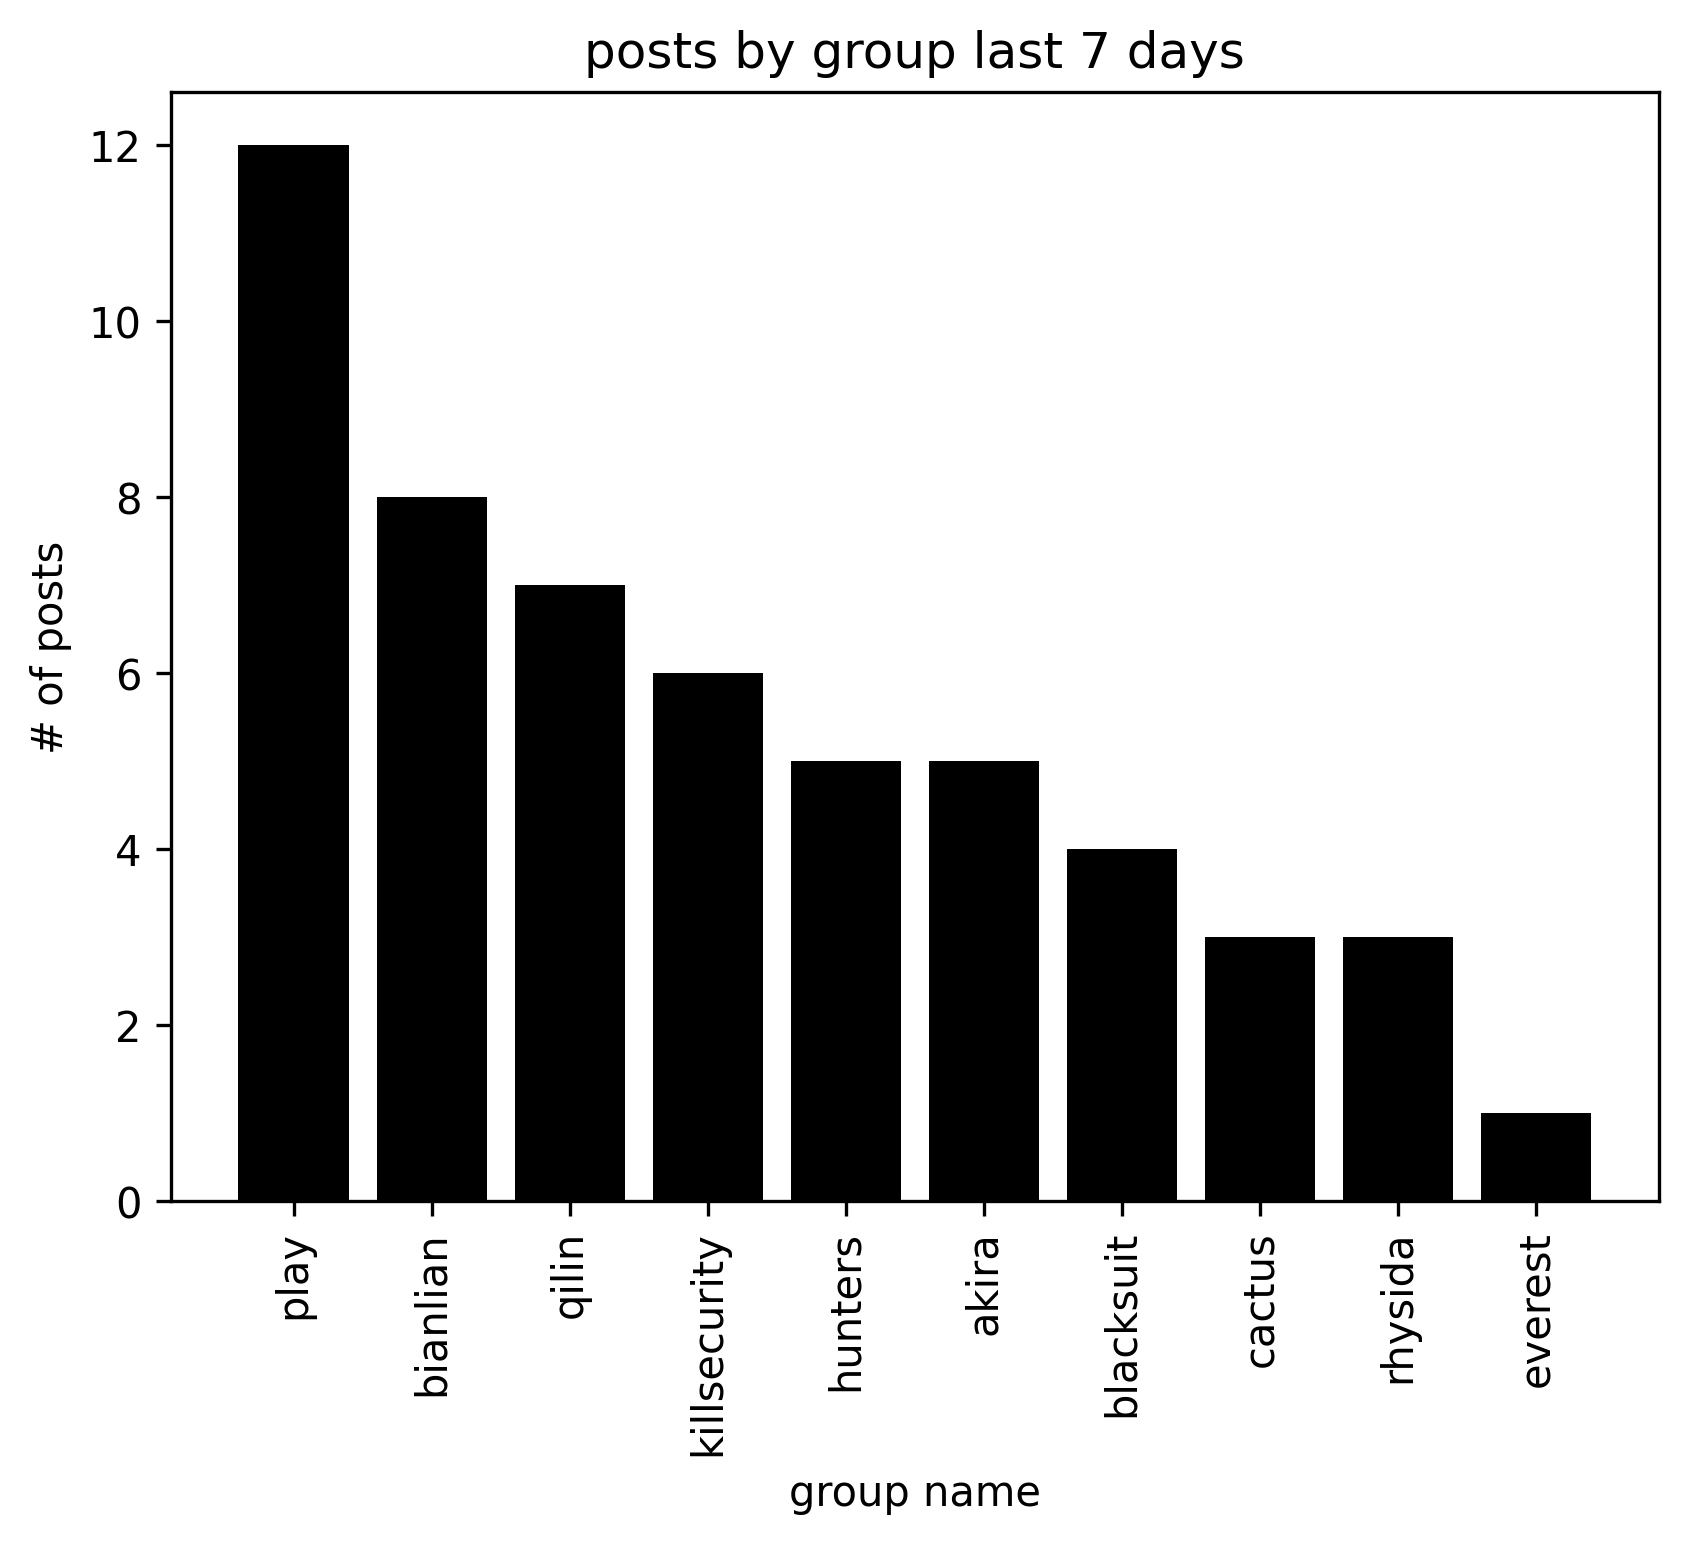 posts by group last 7 days
12
10
8
6
4
2
0
# of posts
play
bianlian
qilin
killsecurity
hunters
akira
blacksuit
cactus
rhysida
everest
group name